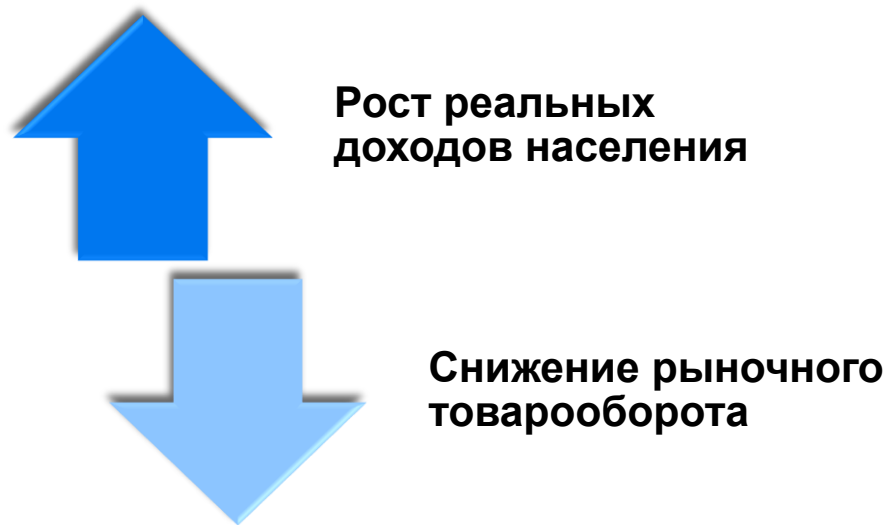 Рост реальных
доходов населения
Снижение рыночного
товарооборота